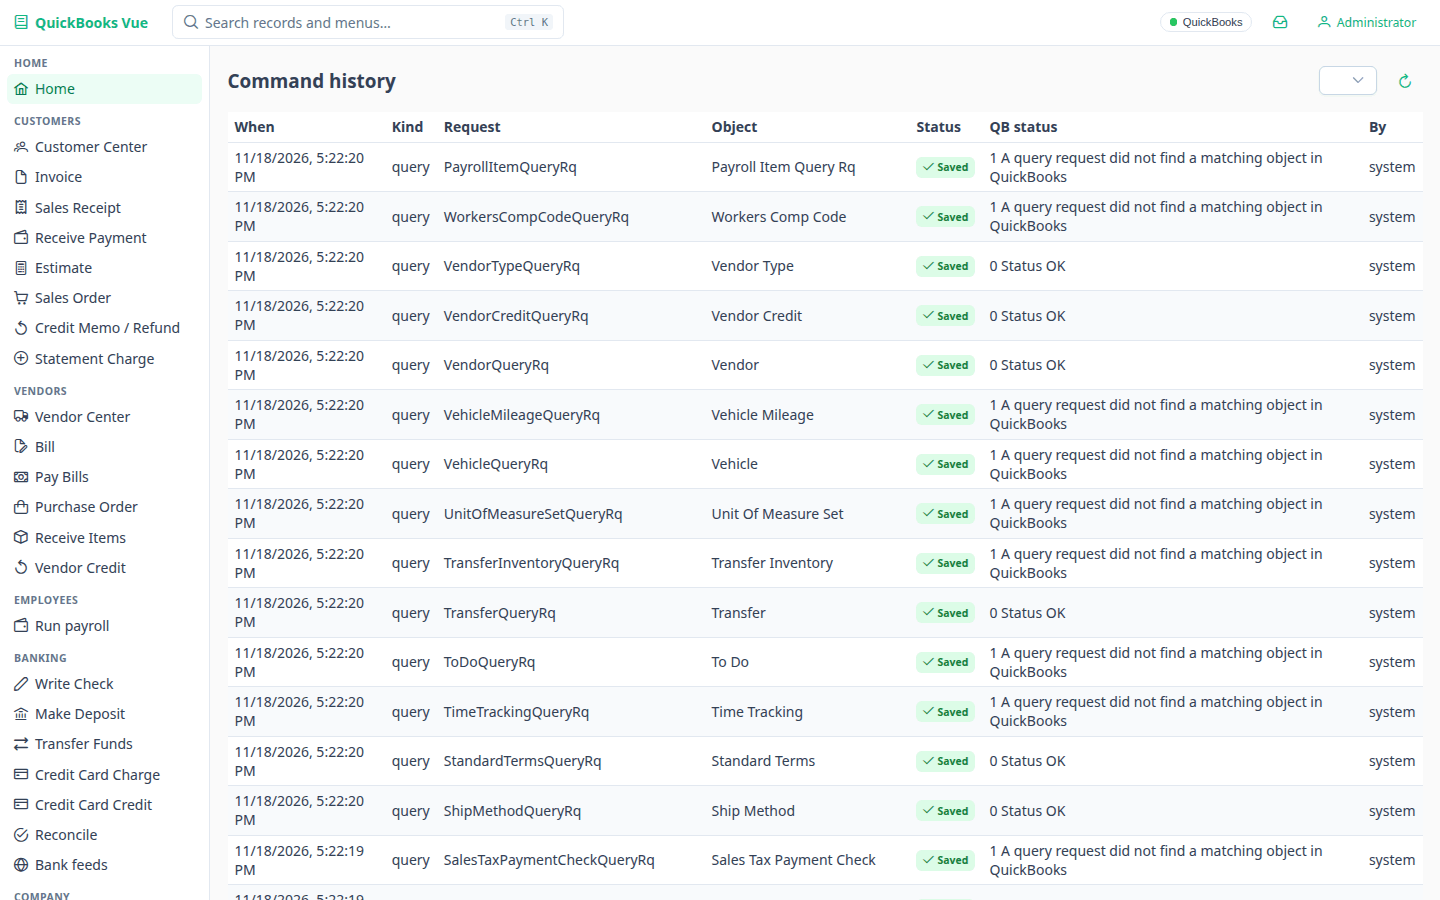 QuickBooks Vue
Search records and menus...
Ctrl K
QuickBooks
Administrator
HOME
Home
CUSTOMERS
Customer Center
Invoice
Sales Receipt
Receive Payment
Estimate
Sales Order
Credit Memo / Refund
Statement Charge
VENDORS
Vendor Center
Bill
Pay Bills
Purchase Order
Receive Items
Vendor Credit
EMPLOYEES
Run payroll
BANKING
Write Check
Make Deposit
Transfer Funds
Credit Card Charge
Credit Card Credit
Reconcile
Bank feeds
COMPANY
Command history
When Kind Request Object Status QB status By
11/18/2026, 5:22:20 PM query PayrollItemQueryRq Payroll Item Query Rq Saved 1 A query request did not find a matching object in QuickBooks system
11/18/2026, 5:22:20 PM query WorkersCompCodeQueryRq Workers Comp Code Saved 1 A query request did not find a matching object in QuickBooks system
11/18/2026, 5:22:20 PM query VendorTypeQueryRq Vendor Type Saved 0 Status OK system
11/18/2026, 5:22:20 PM query VendorCreditQueryRq Vendor Credit Saved 0 Status OK system
11/18/2026, 5:22:20 PM query VendorQueryRq Vendor Saved 0 Status OK system
11/18/2026, 5:22:20 PM query VehicleMileageQueryRq Vehicle Mileage Saved 1 A query request did not find a matching object in QuickBooks system
11/18/2026, 5:22:20 PM query VehicleQueryRq Vehicle Saved 1 A query request did not find a matching object in QuickBooks system
11/18/2026, 5:22:20 PM query UnitOfMeasureSetQueryRq Unit Of Measure Set Saved 1 A query request did not find a matching object in QuickBooks system
11/18/2026, 5:22:20 PM query TransferInventoryQueryRq Transfer Inventory Saved 1 A query request did not find a matching object in QuickBooks system
11/18/2026, 5:22:20 PM query TransferQueryRq Transfer Saved 0 Status OK system
11/18/2026, 5:22:20 PM query ToDoQueryRq To Do Saved 1 A query request did not find a matching object in QuickBooks system
11/18/2026, 5:22:20 PM query TimeTrackingQueryRq Time Tracking Saved 1 A query request did not find a matching object in QuickBooks system
11/18/2026, 5:22:20 PM query StandardTermsQueryRq Standard Terms Saved 0 Status OK system
11/18/2026, 5:22:20 PM query ShipMethodQueryRq Ship Method Saved 0 Status OK system
11/18/2026, 5:22:19 PM query SalesTaxPaymentCheckQueryRq Sales Tax Payment Check Saved 1 A query request did not find a matching object in QuickBooks system
11/18/2026, 5:22:19